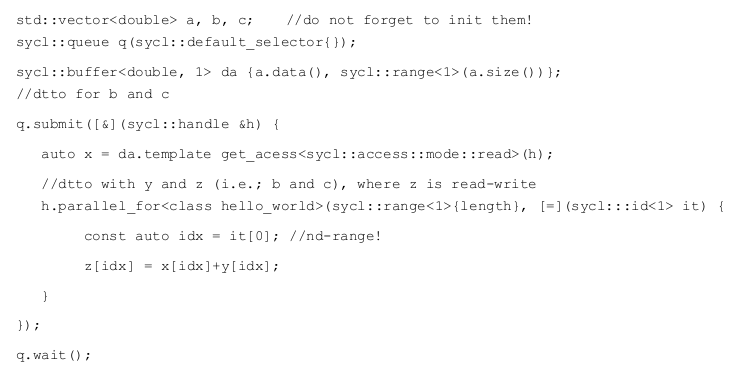 std::vector<double> a, b, c;    //do not forget to init them!
sycl::queue q(sycl::default_selector{});
sycl::buffer<double, 1> da {a.data(), sycl::range<1>(a.size())};
//dtto for b and c
q.submit([&](sycl::handle &h) {
   auto x = da.template get_acess<sycl::access::mode::read>(h);
   //dtto with y and z (i.e.; b and c), where z is read-write
   h.parallel_for<class hello_world>(sycl::range<1>{length}, [=](sycl:::id<1> it) {
        const auto idx = it[0]; //nd-range!
        z[idx] = x[idx]+y[idx];
   }
});
q.wait();